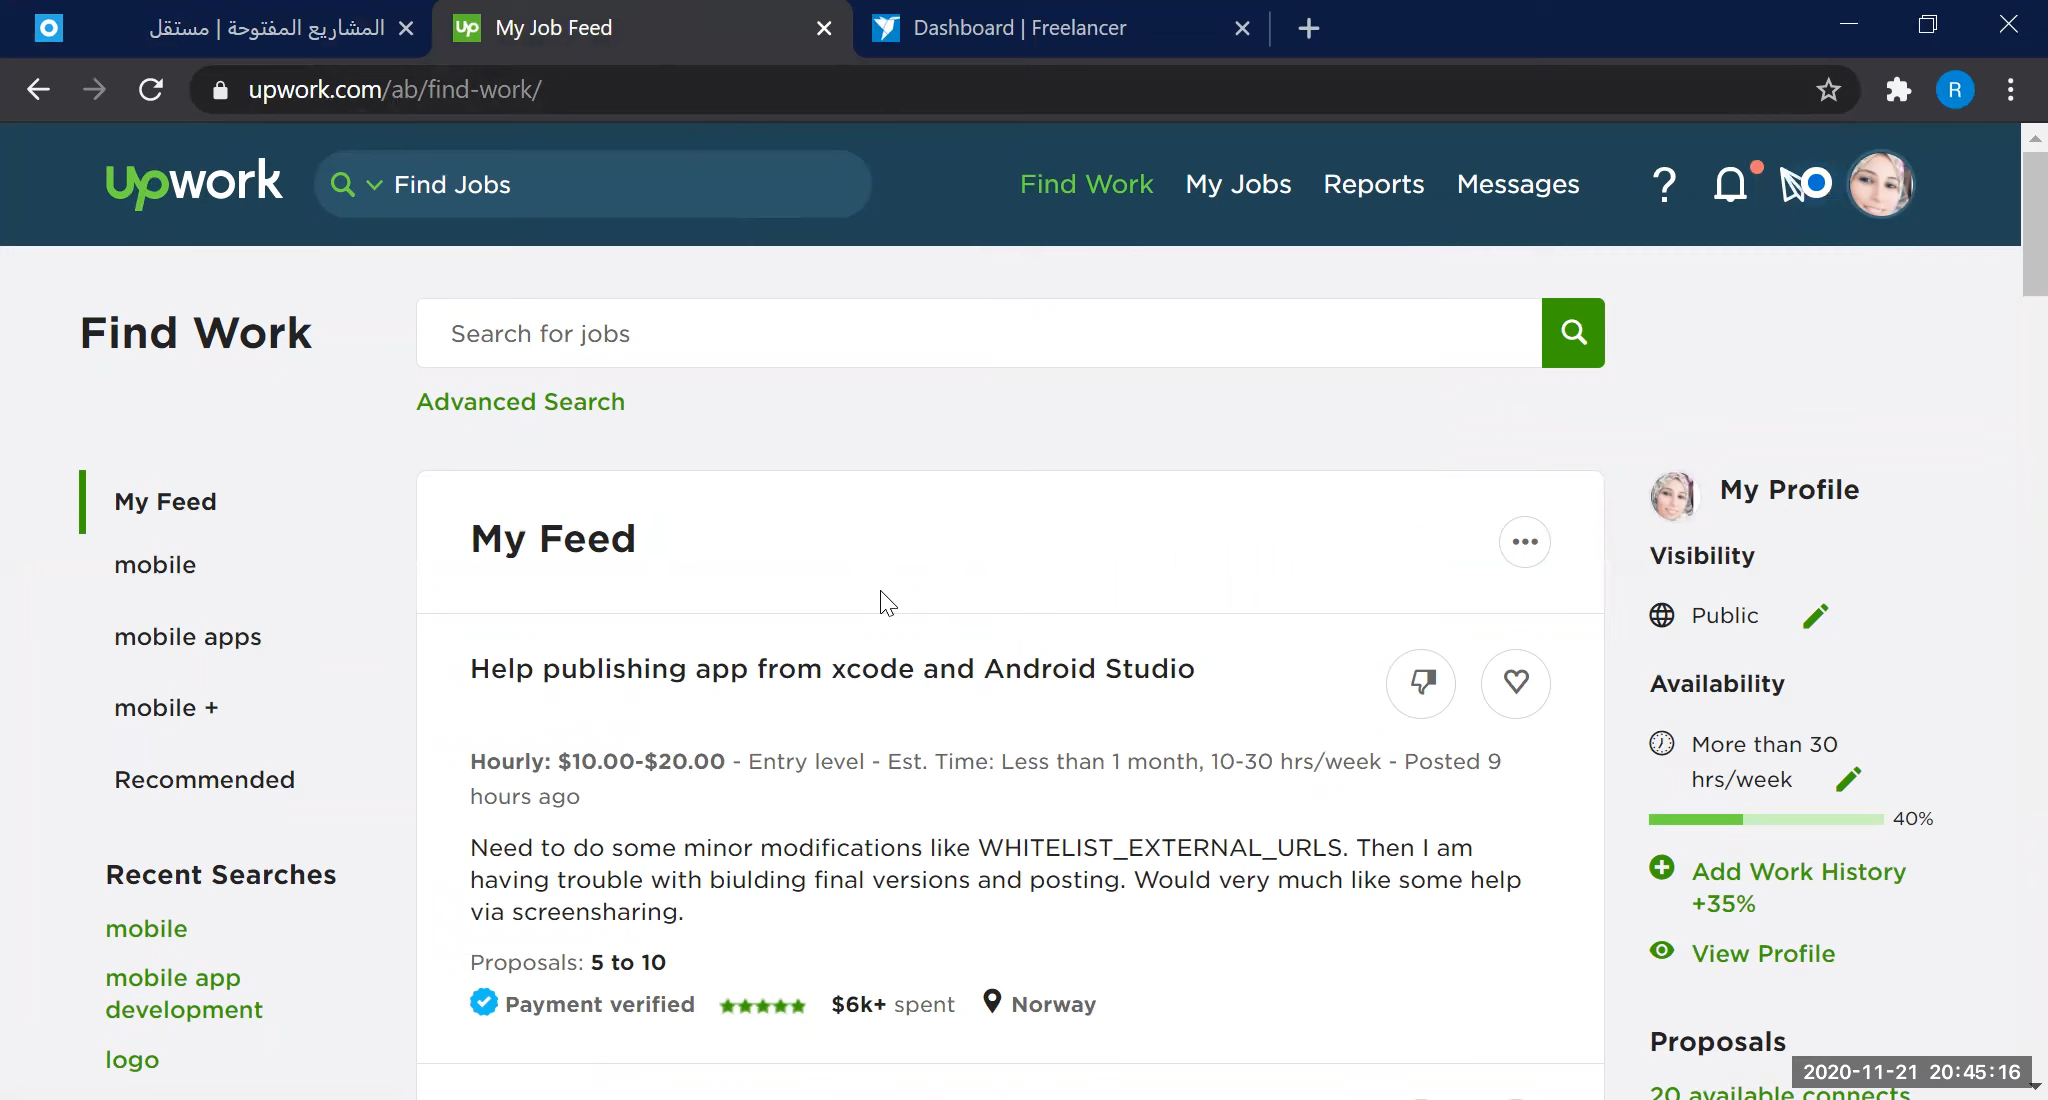 المشاريع المفتوحة | مستقل
My Job Feed
Dashboard | Freelancer
upwork.com/ab/find-work/
R
upwork
Find Jobs
Find Work
My Jobs
Reports
Messages
Find Work
Search for jobs
Advanced Search
My Feed
mobile
mobile apps
mobile +
Recommended
Recent Searches
mobile
mobile app
development
logo
My Feed
Help publishing app from xcode and Android Studio
Hourly: $10.00-$20.00 - Entry level - Est. Time: Less than 1 month, 10-30 hrs/week - Posted 9
hours ago
Need to do some minor modifications like WHITELIST_EXTERNAL_URLS. Then I am
having trouble with biulding final versions and posting. Would very much like some help
via screensharing.
Proposals: 5 to 10
Payment verified $6k+ spent Norway
My Profile
Visibility
Public
Availability
More than 30
hrs/week
40%
Add Work History
+35%
View Profile
Proposals
20 available connects
2020-11-21 20:45:16